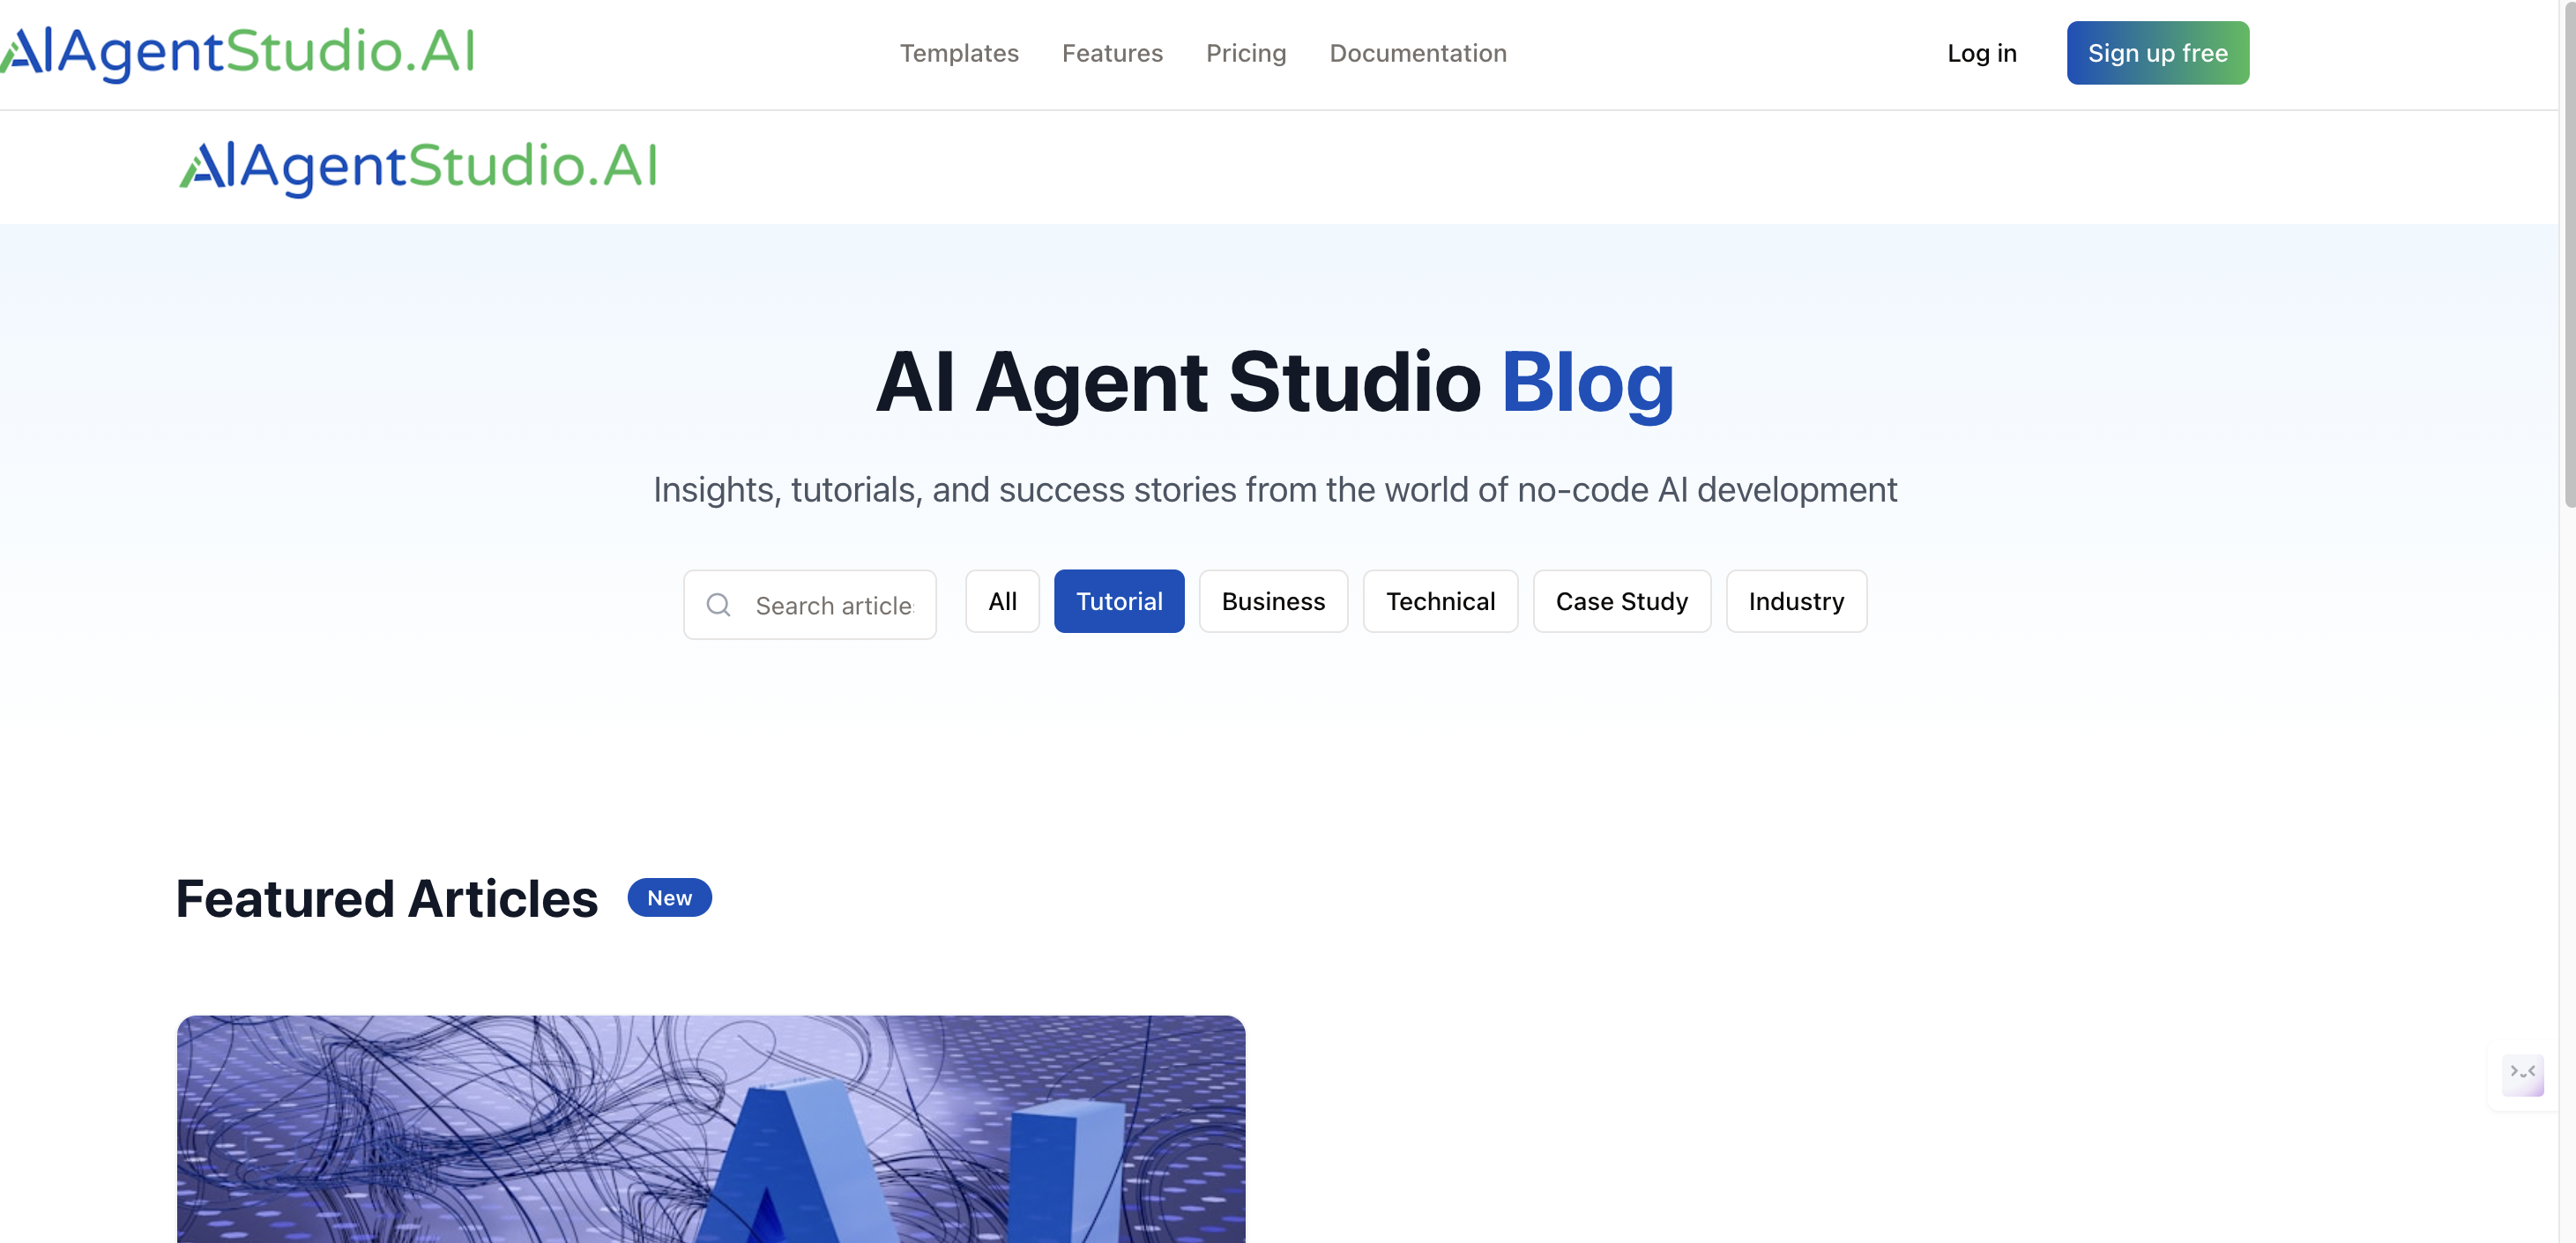 AIAgentStudio.AI
Templates Features Pricing Documentation Log in Sign up free
AIAgentStudio.AI
AI Agent Studio Blog
Insights, tutorials, and success stories from the world of no-code AI development
Search article
All Tutorial Business Technical Case Study Industry
Featured Articles New
AI